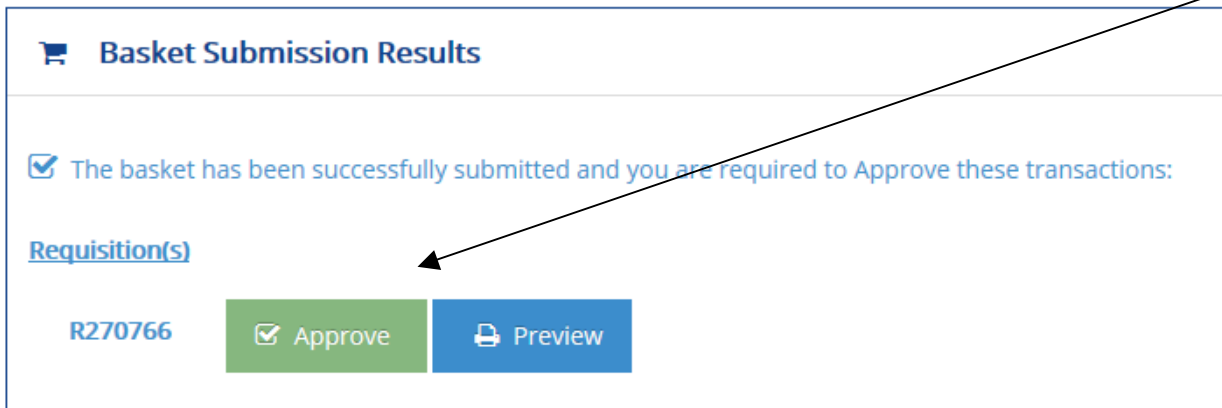 Basket Submission Results
The basket has been successfully submitted and you are required to Approve these transactions:
Requisition(s)
R270766 Approve Preview